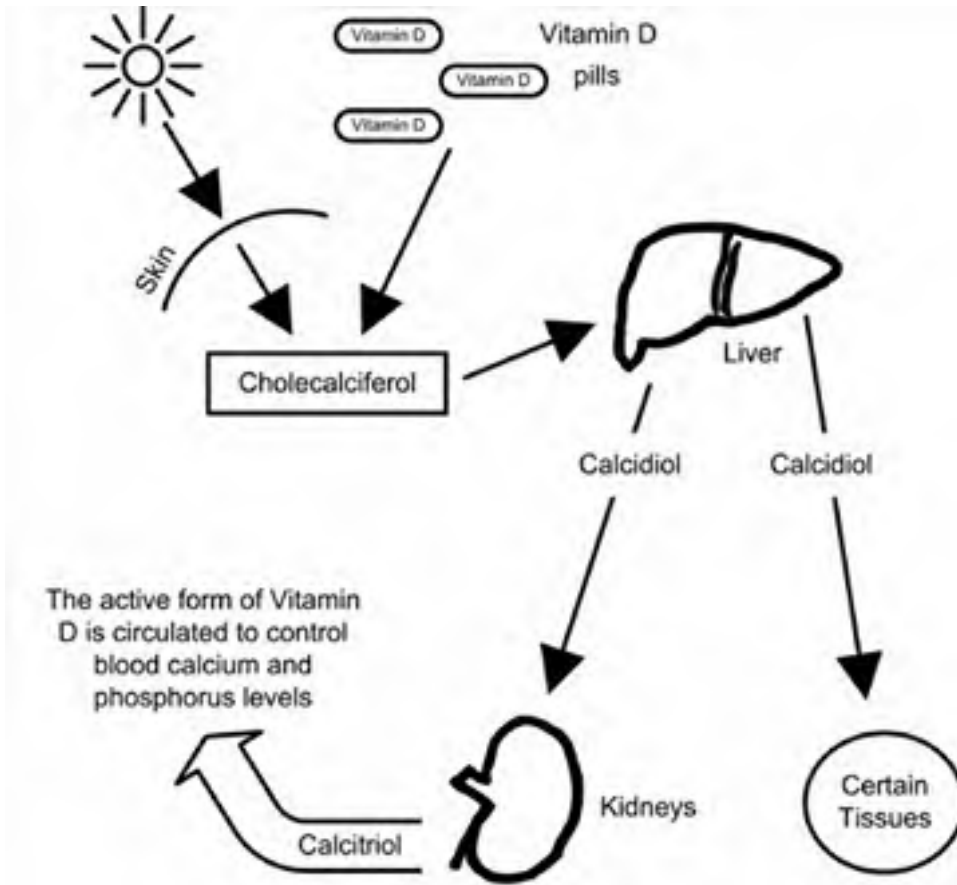 Vitamin D
Vitamin D
Vitamin D
Vitamin D
pills
Skin
Cholecalciferol
Liver
Calcidiol
Calcidiol
The active form of Vitamin
D is circulated to control
blood calcium and
phosphorus levels
Calcitriol
Kidneys
Certain
Tissues